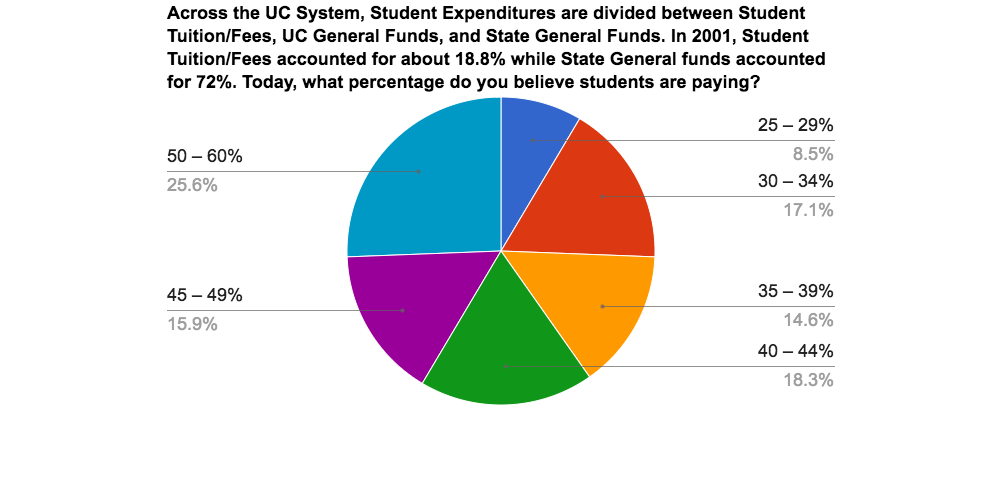 Across the UC System, Student Expenditures are divided between Student
Tuition/Fees, UC General Funds, and State General Funds. In 2001, Student
Tuition/Fees accounted for about 18.8% while State General funds accounted
for 72%. Today, what percentage do you believe students are paying?
25 – 29%
8.5%
30 – 34%
17.1%
35 – 39%
14.6%
40 – 44%
18.3%
45 – 49%
15.9%
50 – 60%
25.6%